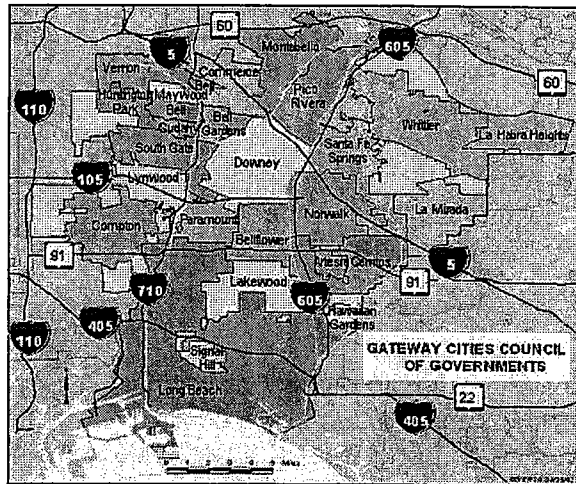 60
5
605
Montebello
Commerce
Vernon
Bell
Pico
Rivera
60
110
Huntington
Park
Maywood
Bell
Cudahy
Bell
Gardens
Whittier
La Habra Heights
South Gate
Santa Fe
Springs
Downey
105
Lynwood
Compton
Paramount
Norwalk
La Mirada
Bellflower
91
Artesia
Cerritos
5
91
710
Lakewood
605
Hawaiian
Gardens
405
110
Signal
Hill
GATEWAY CITIES COUNCIL
OF GOVERNMENTS
Long Beach
22
405